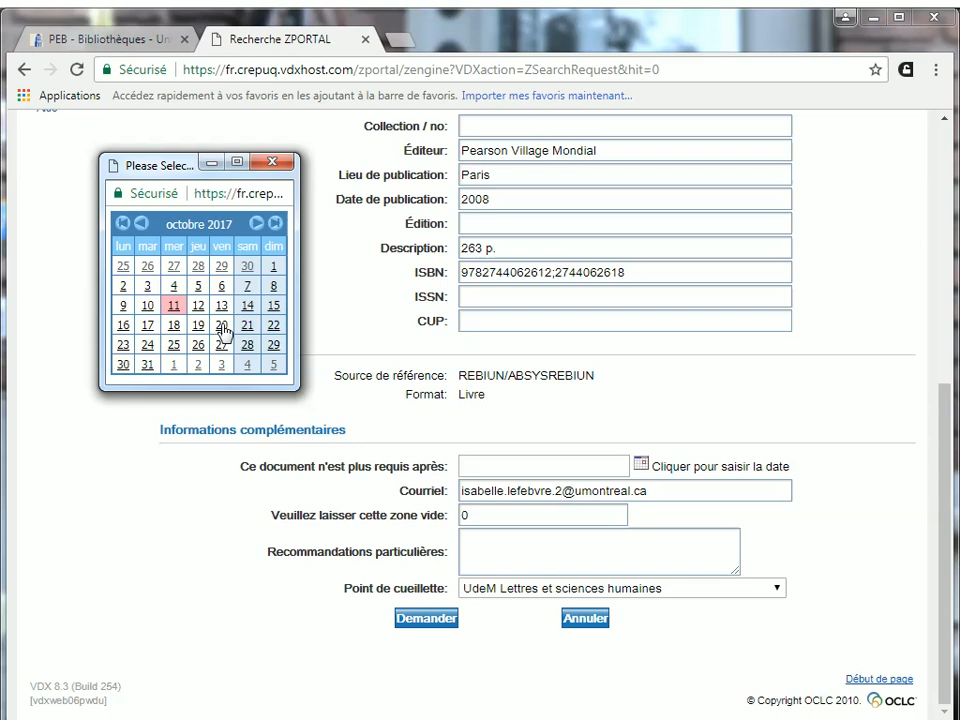 PEB - Bibliothèques - Un
Recherche ZPORTAL
Sécurisé https://fr.crepuq.vdxhost.com/zportal/zengine?VDXaction=ZSearchRequest&hit=0
Applications Accédez rapidement à vos favoris en les ajoutant à la barre de favoris. Importer mes favoris maintenant...
Collection / no:
Éditeur: Pearson Village Mondial
Lieu de publication: Paris
Date de publication: 2008
Édition:
Description: 263 p.
ISBN: 9782744062612;2744062618
ISSN:
CUP:
Please Selec...
Sécurisé https://fr.crep...
octobre 2017
lun mar mer jeu ven sam dim
25 26 27 28 29 30 1
2 3 4 5 6 7 8
9 10 11 12 13 14 15
16 17 18 19 20 21 22
23 24 25 26 27 28 29
30 31 1 2 3 4 5
Source de référence: REBIUN/ABSYSREBIUN
Format: Livre
Informations complémentaires
Ce document n'est plus requis après: Cliquer pour saisir la date
Courriel: isabelle.lefebvre.2@umontreal.ca
Veuillez laisser cette zone vide: 0
Recommandations particulières:
Point de cueillette: UdeM Lettres et sciences humaines
Demander Annuler
Début de page
VDX 8.3 (Build 254)
[vdxweb06pwdu]
© Copyright OCLC 2010. OCLC